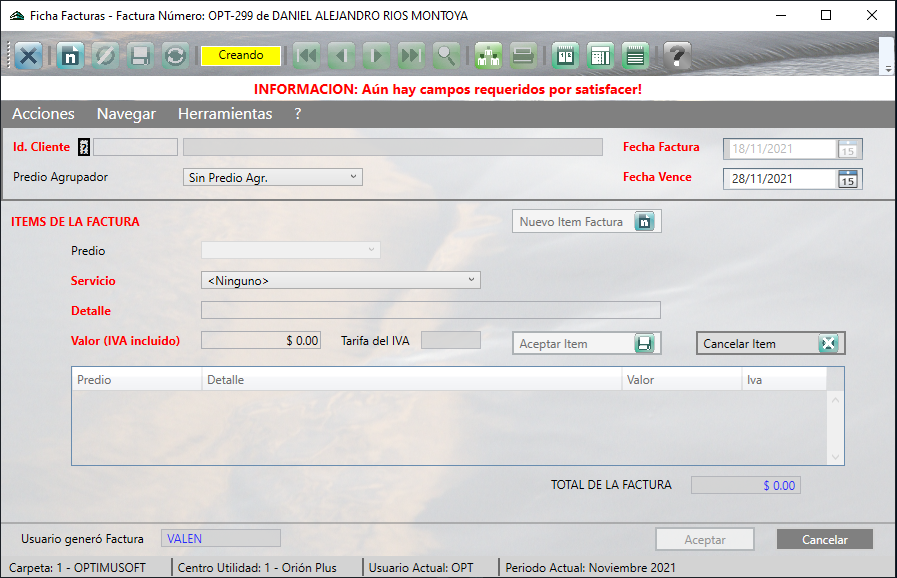 Ficha Facturas - Factura Número: OPT-299 de DANIEL ALEJANDRO RIOS MONTOYA
Creando
INFORMACION: Aún hay campos requeridos por satisfacer!
Acciones Navegar Herramientas ?
Id. Cliente ? Fecha Factura 18/11/2021 15
Predio Agrupador Sin Predio Agr. Fecha Vence 28/11/2021 15
ITEMS DE LA FACTURA Nuevo Item Factura
Predio
Servicio <Ninguno>
Detalle
Valor (IVA incluido) $ 0.00 Tarifa del IVA Aceptar Item Cancelar Item
Predio Detalle Valor Iva
TOTAL DE LA FACTURA $ 0.00
Usuario generó Factura VALEN Aceptar Cancelar
Carpeta: 1 - OPTIMUSOFT Centro Utilidad: 1 - Orión Plus Usuario Actual: OPT Periodo Actual: Noviembre 2021